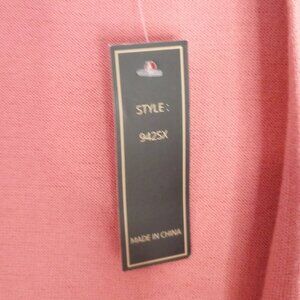 STYLE :
942SX
MADE IN CHINA